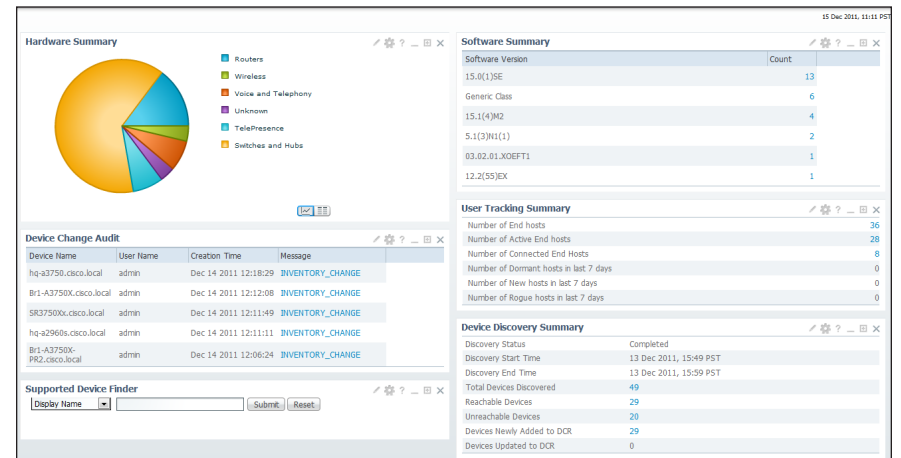 15 Dec 2011, 11:11 PST
Hardware Summary
Routers
Wireless
Voice and Telephony
Unknown
TelePresence
Switches and Hubs
Device Change Audit
Device Name User Name Creation Time Message
hq-a3750.cisco.local admin Dec 14 2011 12:18:29 INVENTORY_CHANGE
Br1-A3750X.cisco.local admin Dec 14 2011 12:12:08 INVENTORY_CHANGE
SR3750Xx.cisco.local admin Dec 14 2011 12:11:49 INVENTORY_CHANGE
hq-a2960s.cisco.local admin Dec 14 2011 12:11:11 INVENTORY_CHANGE
Br1-A3750X-
PR2.cisco.local admin Dec 14 2011 12:06:24 INVENTORY_CHANGE
Supported Device Finder
Display Name Submit Reset
Software Summary
Software Version Count
15.0(1)SE 13
Generic Class 6
15.1(4)M2 4
5.1(3)N1(1) 2
03.02.01.XOEFT1 1
12.2(55)EX 1
User Tracking Summary
Number of End hosts 36
Number of Active End hosts 28
Number of Connected End Hosts 8
Number of Dormant hosts in last 7 days 0
Number of New hosts in last 7 days 0
Number of Rogue hosts in last 7 days 0
Device Discovery Summary
Discovery Status Completed
Discovery Start Time 13 Dec 2011, 15:49 PST
Discovery End Time 13 Dec 2011, 15:59 PST
Total Devices Discovered 49
Reachable Devices 29
Unreachable Devices 20
Devices Newly Added to DCR 29
Devices Updated to DCR 0